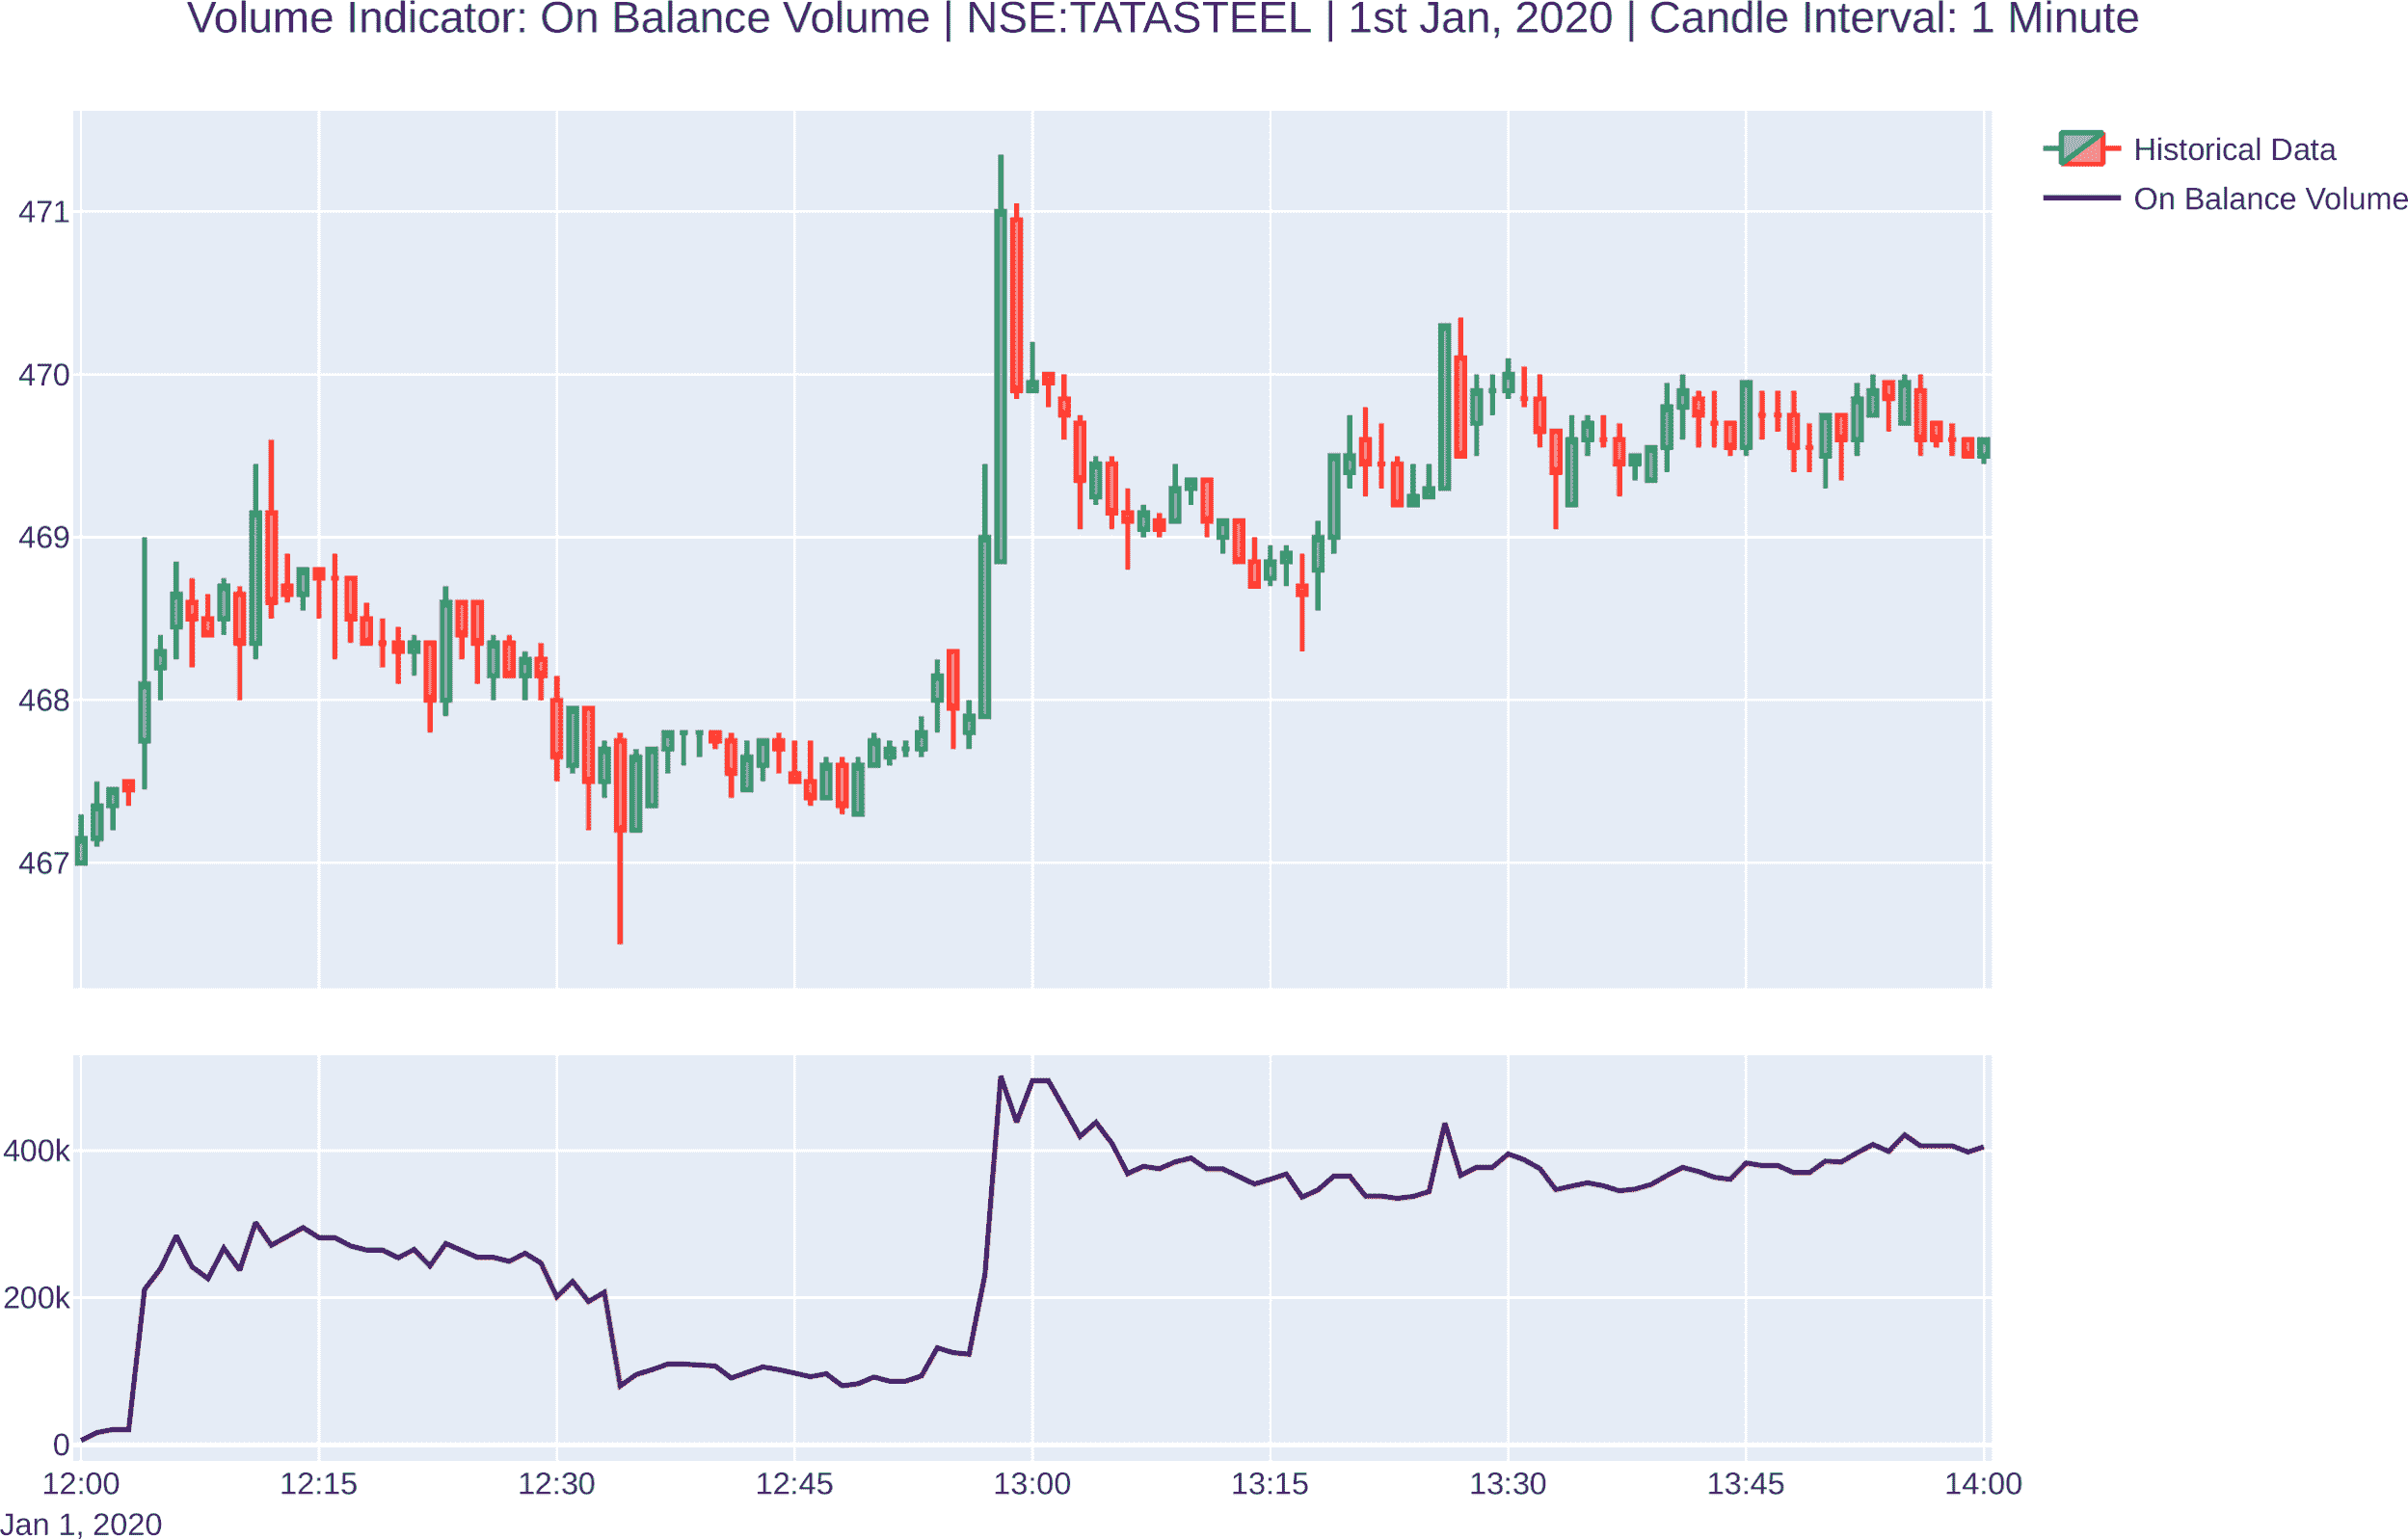 Volume Indicator: On Balance Volume | NSE:TATASTEEL | 1st Jan, 2020 | Candle Interval: 1 Minute
Historical Data
On Balance Volume
471
470
469
468
467
400k
200k
0
12:00 12:15 12:30 12:45 13:00 13:15 13:30 13:45 14:00
Jan 1, 2020